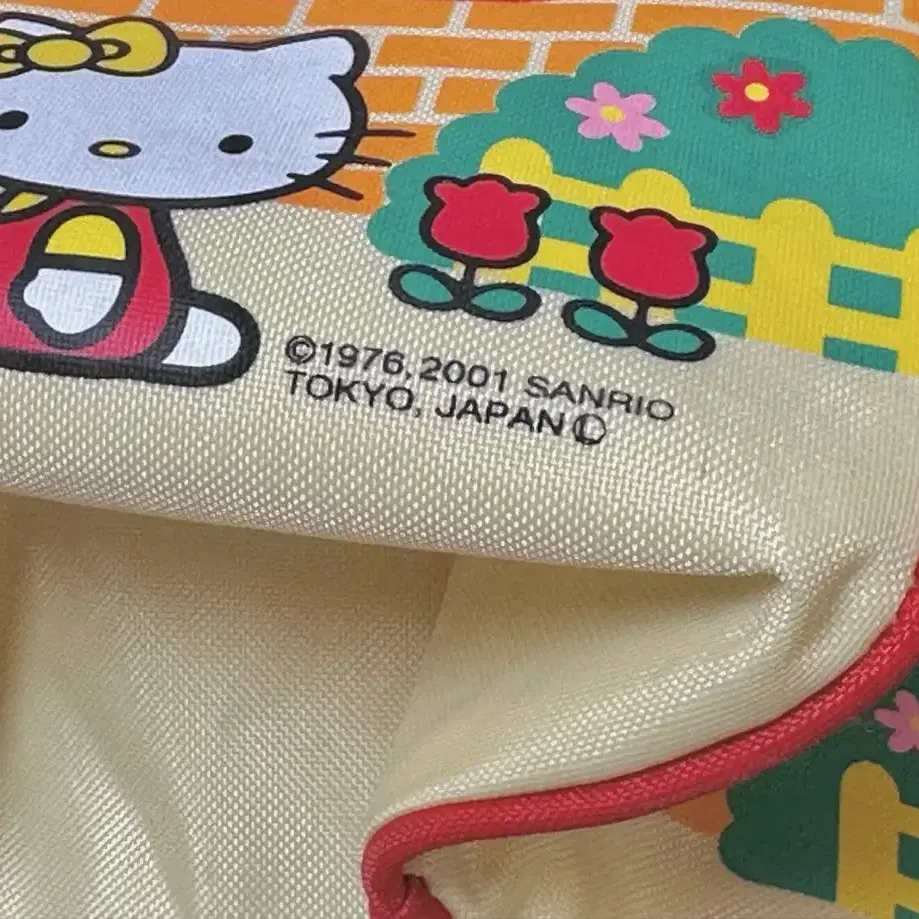 ©1976,2001 SANRIO
TOKYO, JAPAN Ⓛ